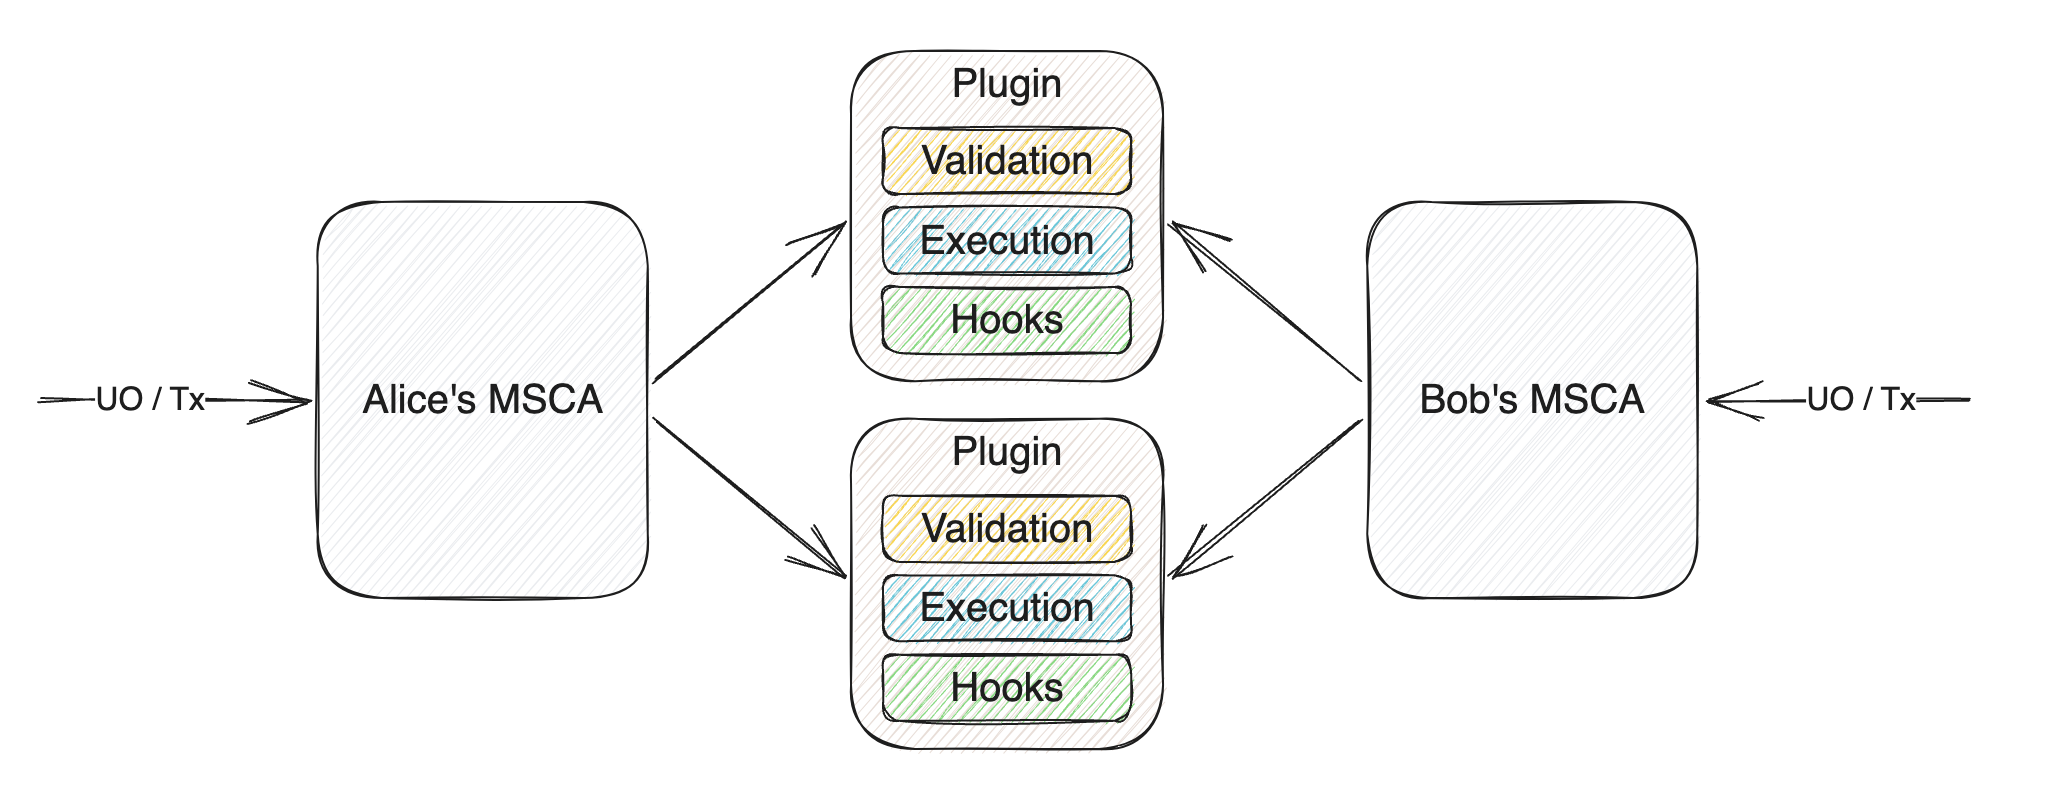 Plugin
Validation
Execution
Hooks
UO / Tx
Alice's MSCA
Bob's MSCA
UO / Tx
Plugin
Validation
Execution
Hooks